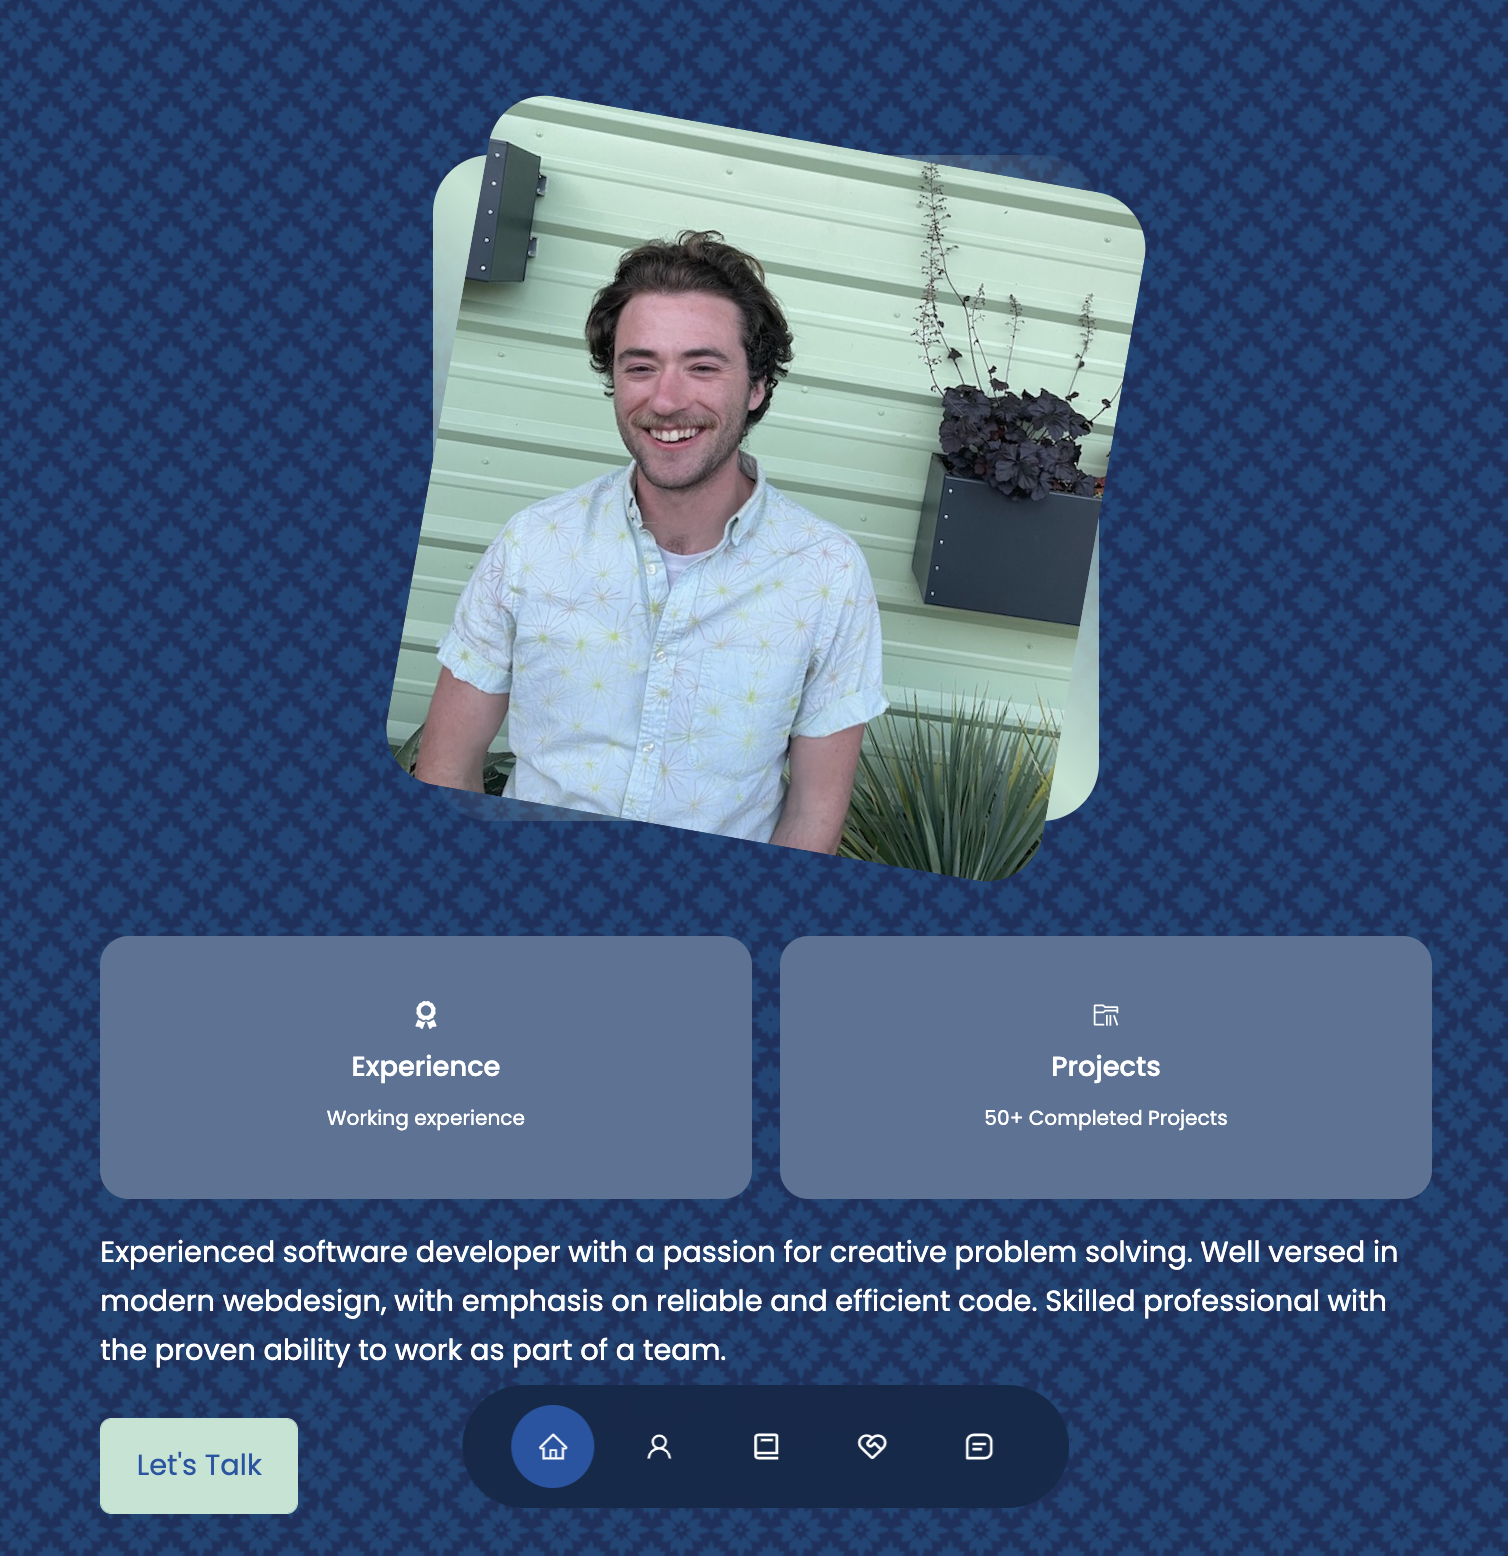 Experience
Working experience
Projects
50+ Completed Projects
Experienced software developer with a passion for creative problem solving. Well versed in
modern webdesign, with emphasis on reliable and efficient code. Skilled professional with
the proven ability to work as part of a team.
Let's Talk